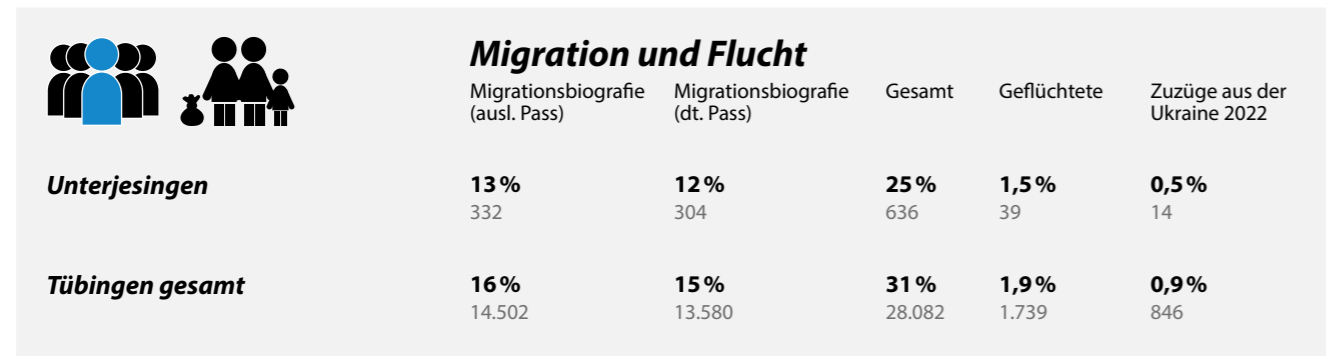 Migration und Flucht
Migrationsbiografie Migrationsbiografie Gesamt Geflüchtete Zuzüge aus der
(ausl. Pass) (dt. Pass) Ukraine 2022
Unterjesingen 13 % 12 % 25 % 1,5 % 0,5 %
332 304 636 39 14
Tübingen gesamt 16 % 15 % 31 % 1,9 % 0,9 %
14.502 13.580 28.082 1.739 846